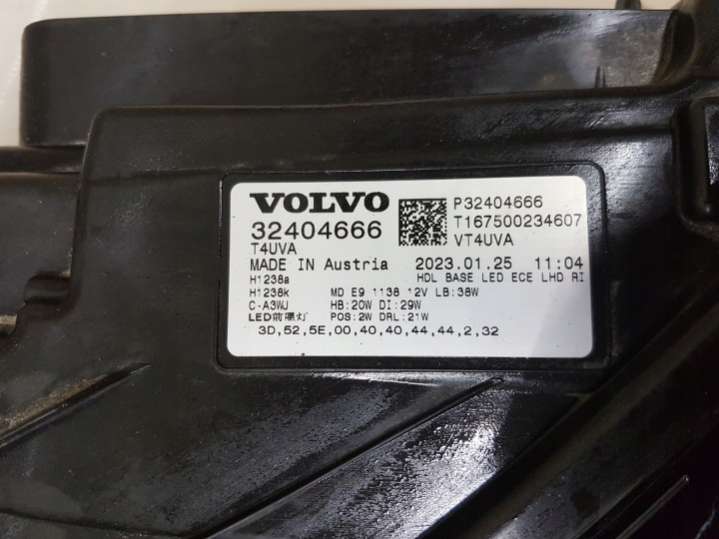 VOLVO
32404666
T4UVA
P32404666
T167500234607
VT4UVA
MADE IN Austria 2023.01.25 11:04
H1238a HDL BASE LED ECE LHD RI
H1238k MD E9 1138 12V LB:38W
C-A3WJ HB:20W DI:29W
LED前照灯 POS:2W DRL:21W
3D,52,5E,00,40,40,44,44,2,32